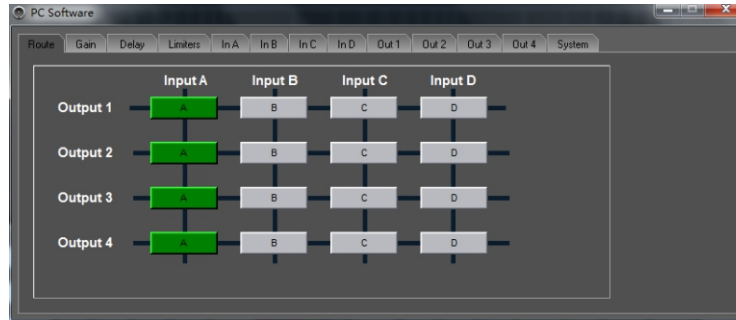 PC Software
Route Gain Delay Limiters In A In B In C In D Out 1 Out 2 Out 3 Out 4 System
Input A Input B Input C Input D
Output 1 A B C D
Output 2 A B C D
Output 3 A B C D
Output 4 A B C D